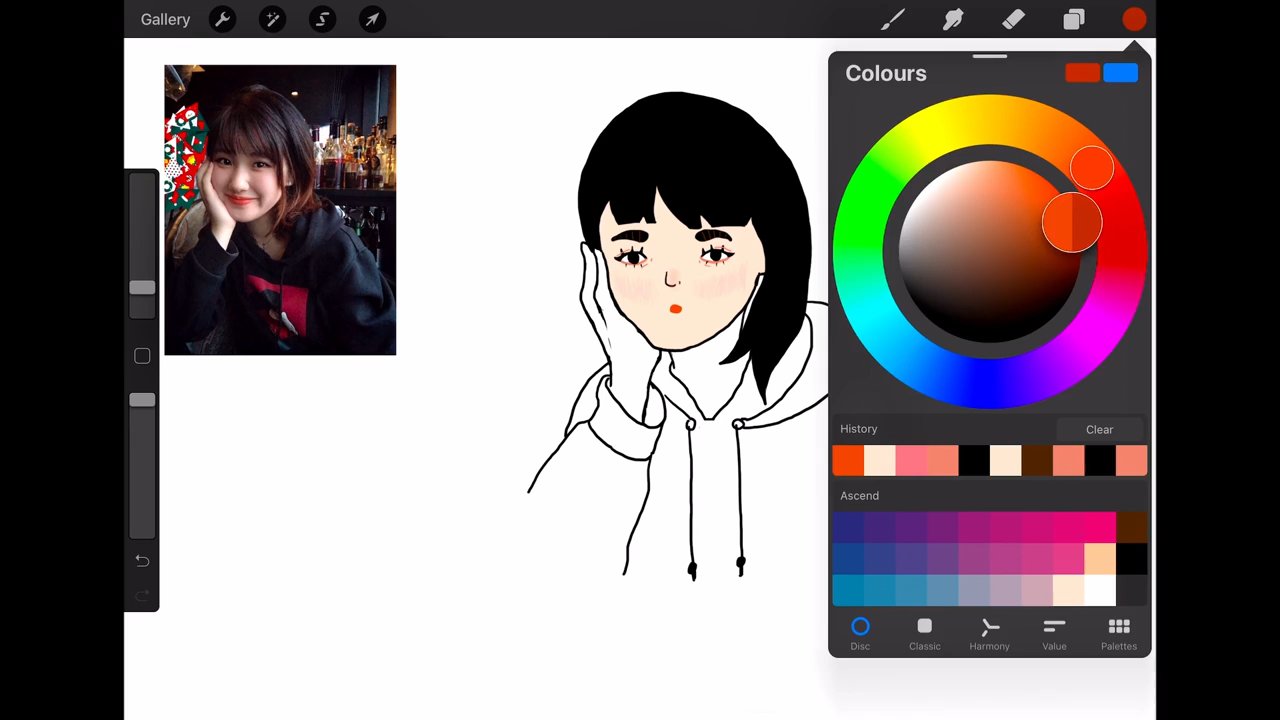 Gallery
Colours
History
Clear
Ascend
Disc
Classic
Harmony
Value
Palettes